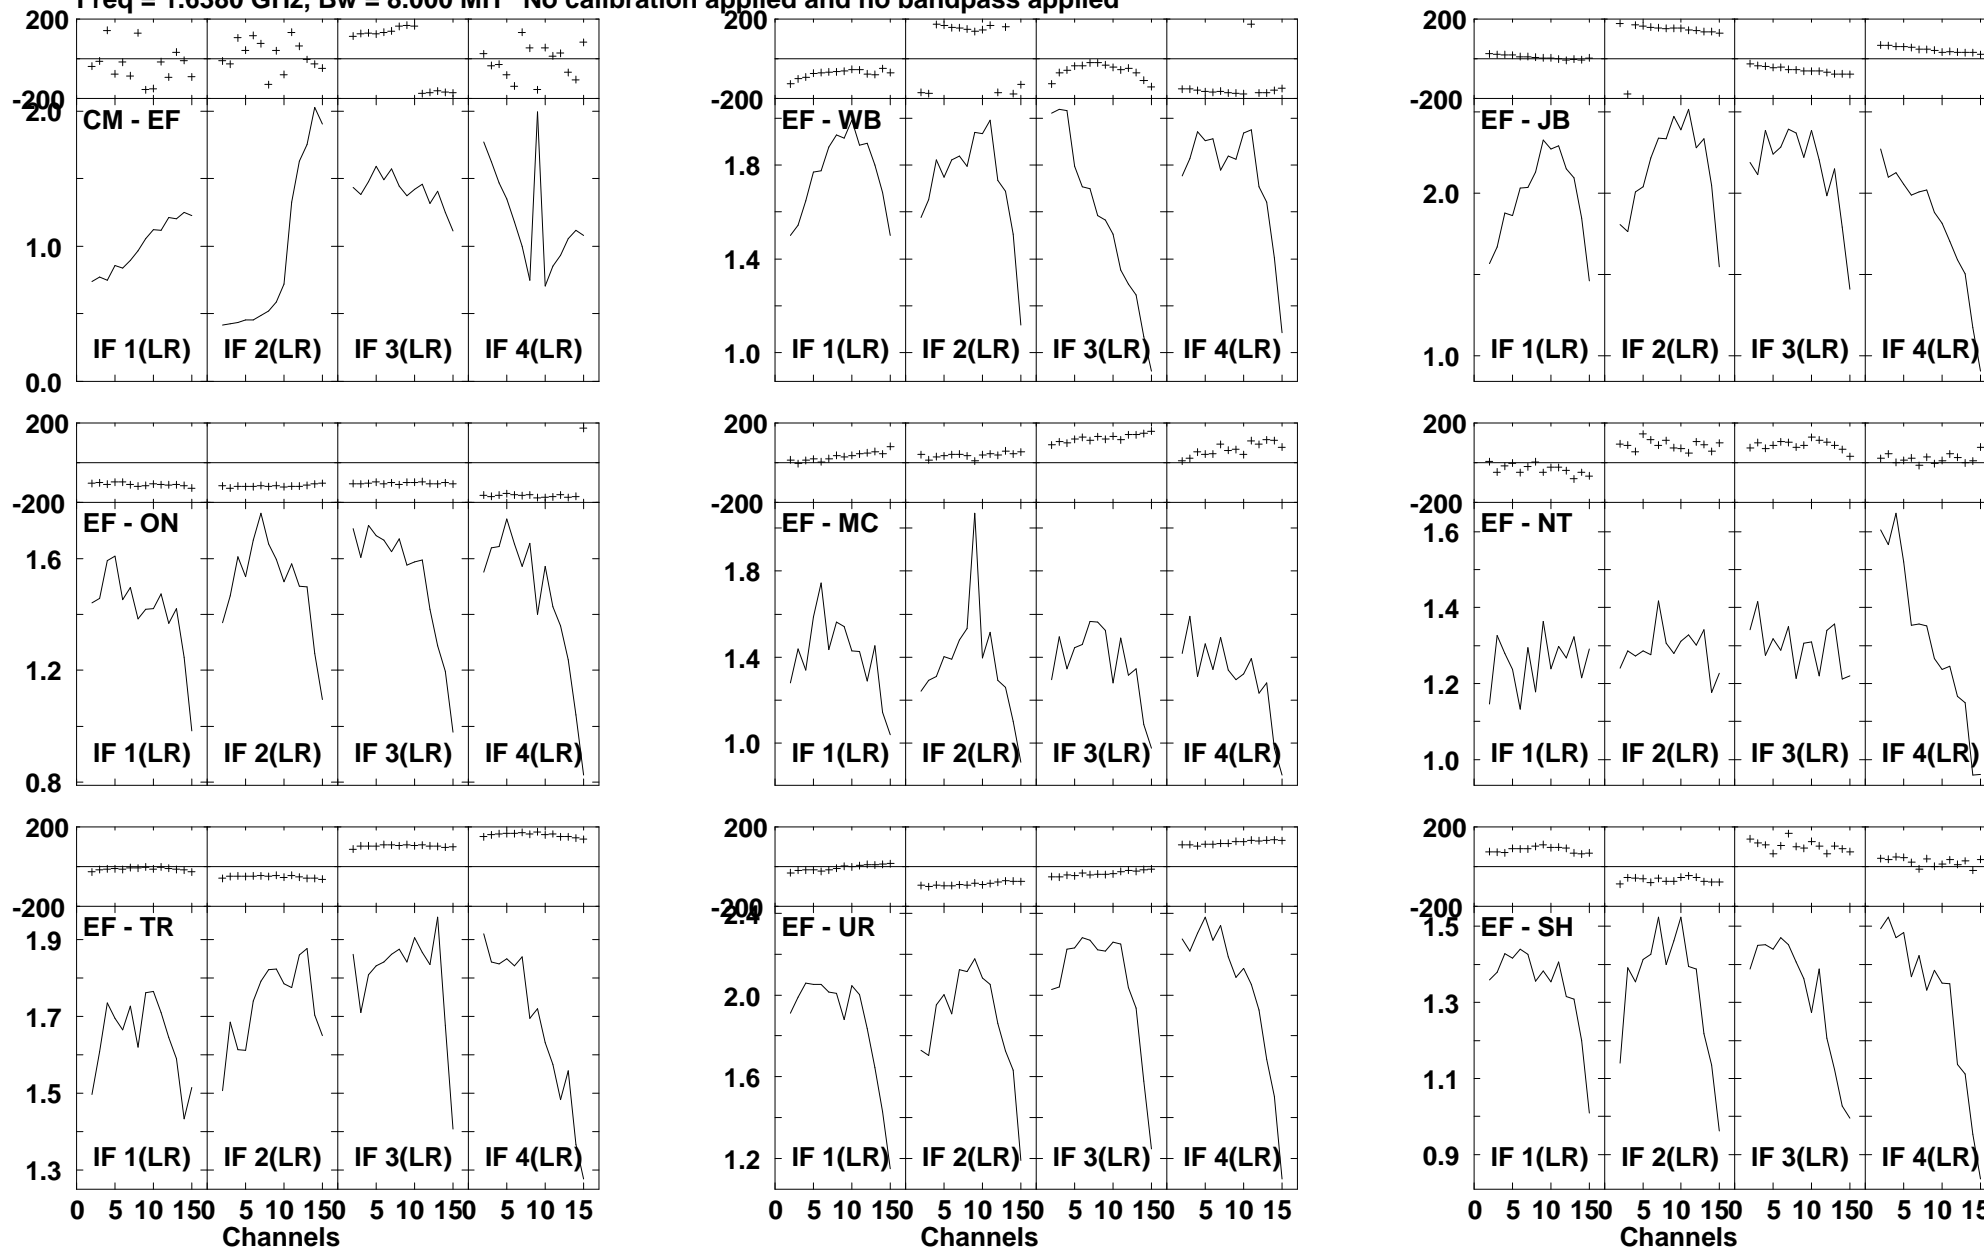 Freq = 1.6380 GHz, Bw = 8.000 MH No calibration applied and no bandpass applied
200 200 200
-200 -200 -200
2.0 CM - EF EF - WB EF - JB
1.8 2.0
1.0 1.4
IF 1(LR) IF 2(LR) IF 3(LR) IF 4(LR) 1.0 IF 1(LR) IF 2(LR) IF 3(LR) IF 4(LR) 1.0 IF 1(LR) IF 2(LR) IF 3(LR) IF 4(LR)
0.0
200 200 200
-200 -200 -200
EF - ON EF - MC EF - NT
1.6 1.8 1.6
1.4 1.4
1.2 1.2
IF 1(LR) IF 2(LR) IF 3(LR) IF 4(LR) 1.0 IF 1(LR) IF 2(LR) IF 3(LR) IF 4(LR) 1.0 IF 1(LR) IF 2(LR) IF 3(LR) IF 4(LR)
0.8
200 200 200
-200 -200 -200
EF - TR 2.4 EF - UR 1.5 EF - SH
1.9 2.0 1.3
1.7
1.5 1.6 1.1
1.3 IF 1(LR) IF 2(LR) IF 3(LR) IF 4(LR) 1.2 IF 1(LR) IF 2(LR) IF 3(LR) IF 4(LR) 0.9 IF 1(LR) IF 2(LR) IF 3(LR) IF 4(LR)
0 5 10 15 0 5 10 15 0 5 10 15 0 5 10 15 0 5 10 15 0 5 10 15 0 5 10 15 0 5 10 15 0 5 10 15 0 5 10 15 0 5 10 15 0 5 10 15
Channels Channels Channels